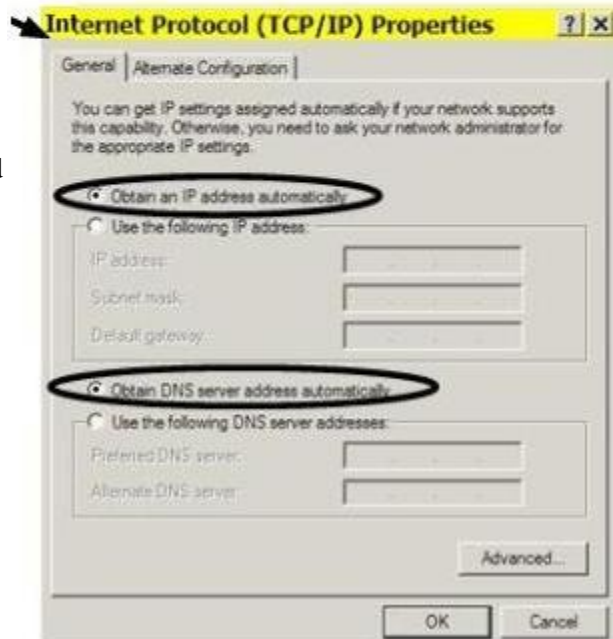 Internet Protocol (TCP/IP) Properties ? X
General Alternate Configuration
You can get IP settings assigned automatically if your network supports
this capability. Otherwise, you need to ask your network administrator for
the appropriate IP settings.
d
Obtain an IP address automatically
Use the following IP address:
IP address:
Subnet mask:
Default gateway:
Obtain DNS server address automatically
Use the following DNS server addresses:
Preferred DNS server:
Alternate DNS server:
Advanced...
OK Cancel